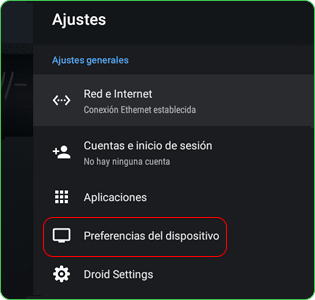 Ajustes
Ajustes generales
Red e Internet
Conexión Ethernet establecida
Cuentas e inicio de sesión
No hay ninguna cuenta
Aplicaciones
Preferencias del dispositivo
Droid Settings